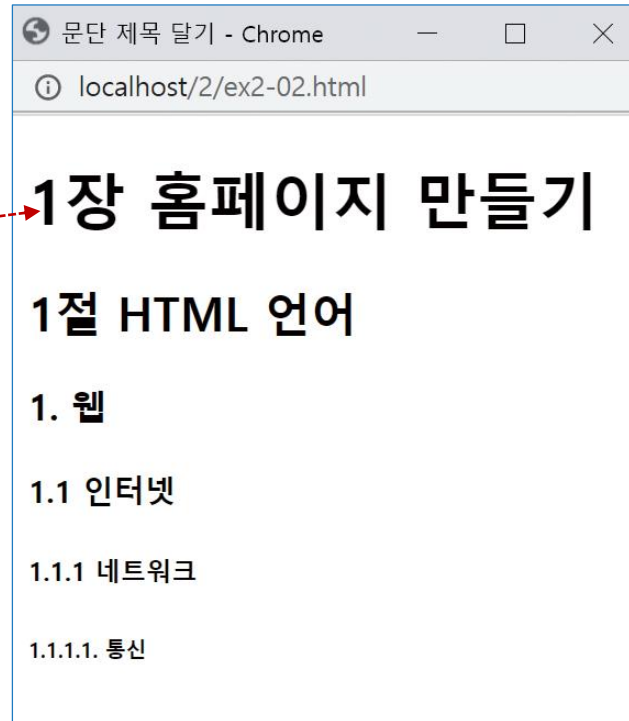 문단 제목 달기 - Chrome
localhost/2/ex2-02.html
1장 홈페이지 만들기
1절 HTML 언어
1. 웹
1.1 인터넷
1.1.1 네트워크
1.1.1.1. 통신